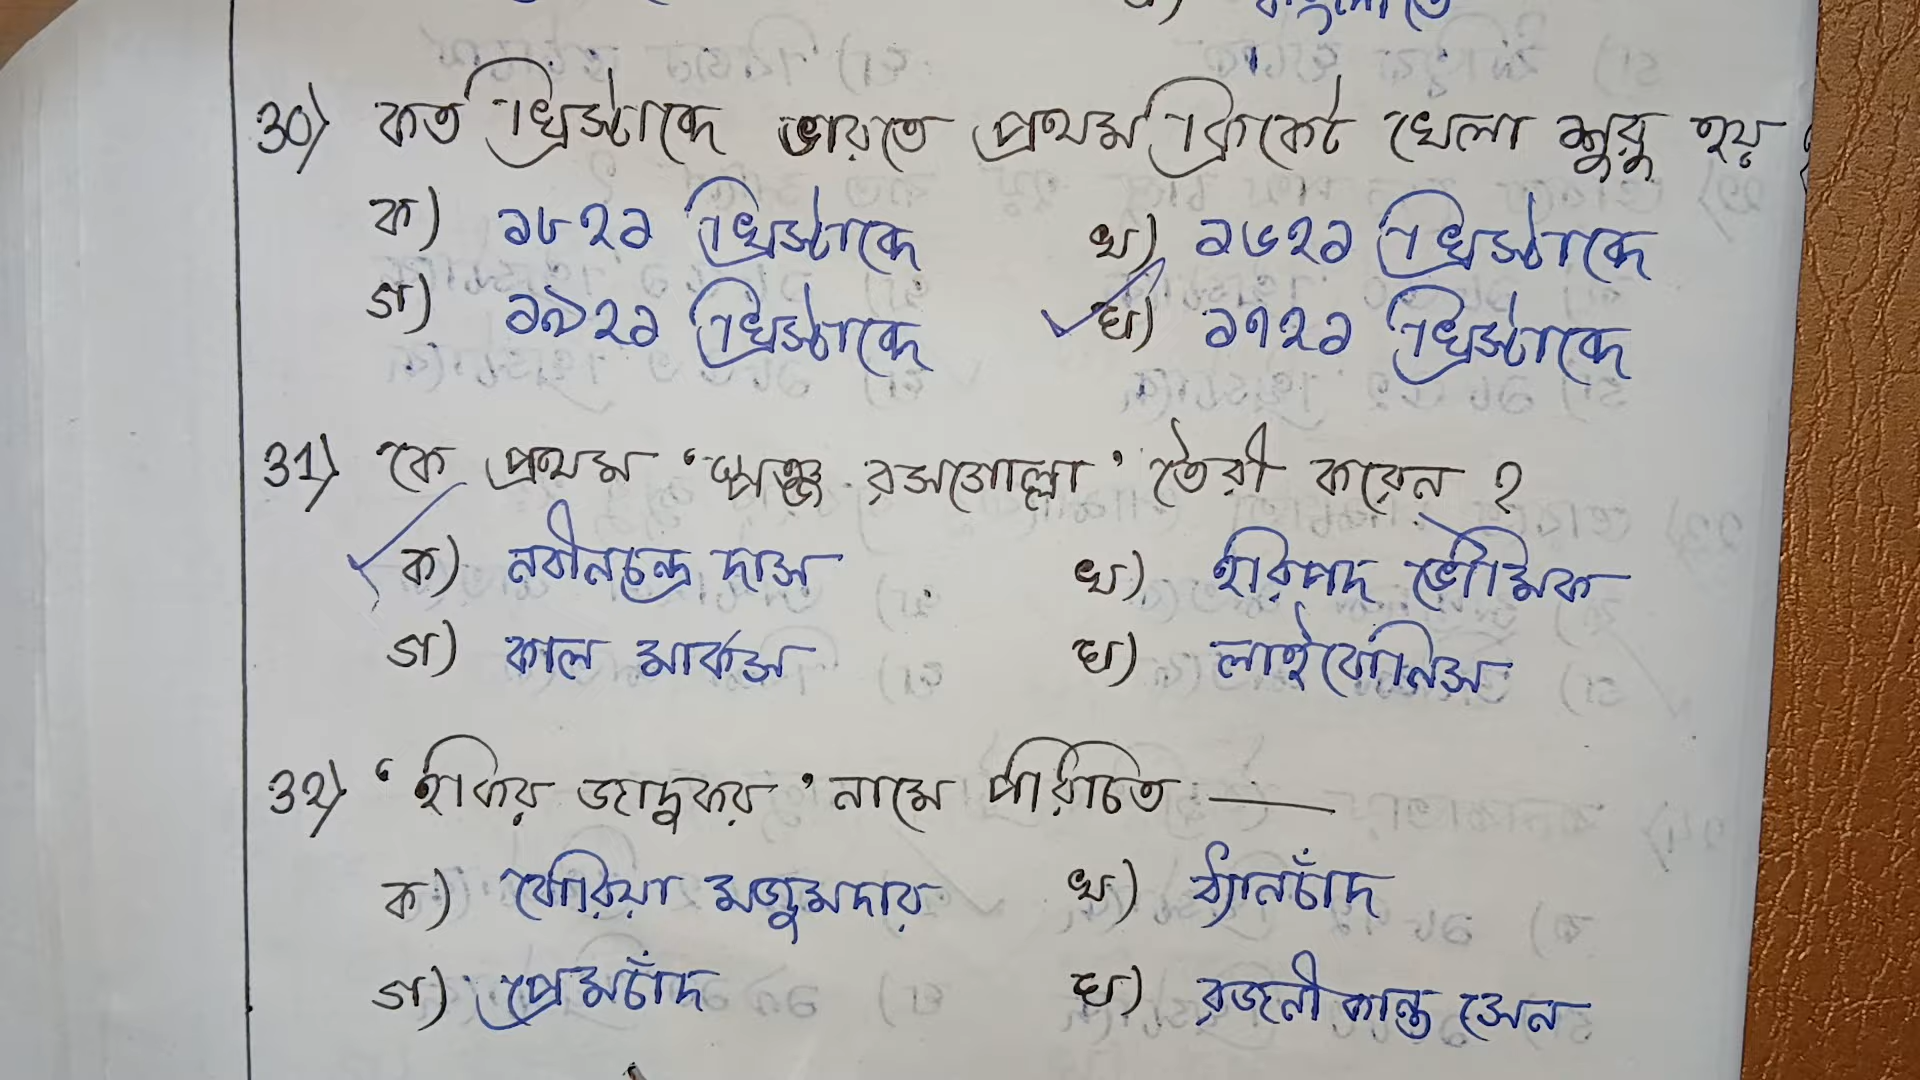 30) কত খ্রিস্টাব্দে ভারতে প্রথম ক্রিকেট খেলা শুরু হয়
ক) ১৮২১ খ্রিস্টাব্দে খ) ১৬২১ খ্রিস্টাব্দে
গ) ১৯২১ খ্রিস্টাব্দে ঘ) ১৭২১ খ্রিস্টাব্দে
31) কে প্রথম 'স্পঞ্জ রসগোল্লা' তৈরী করেন ?
ক) নবীনচন্দ্র দাস খ) হরিপদ ভৌমিক
গ) কাল মার্কস ঘ) লাইবেনিস
32) 'হকির জাদুকর' নামে পরিচিত ——
ক) বোরিয়া মজুমদার খ) ধ্যানচাঁদ
গ) প্রেমচাঁদ ঘ) রজনীকান্ত সেন